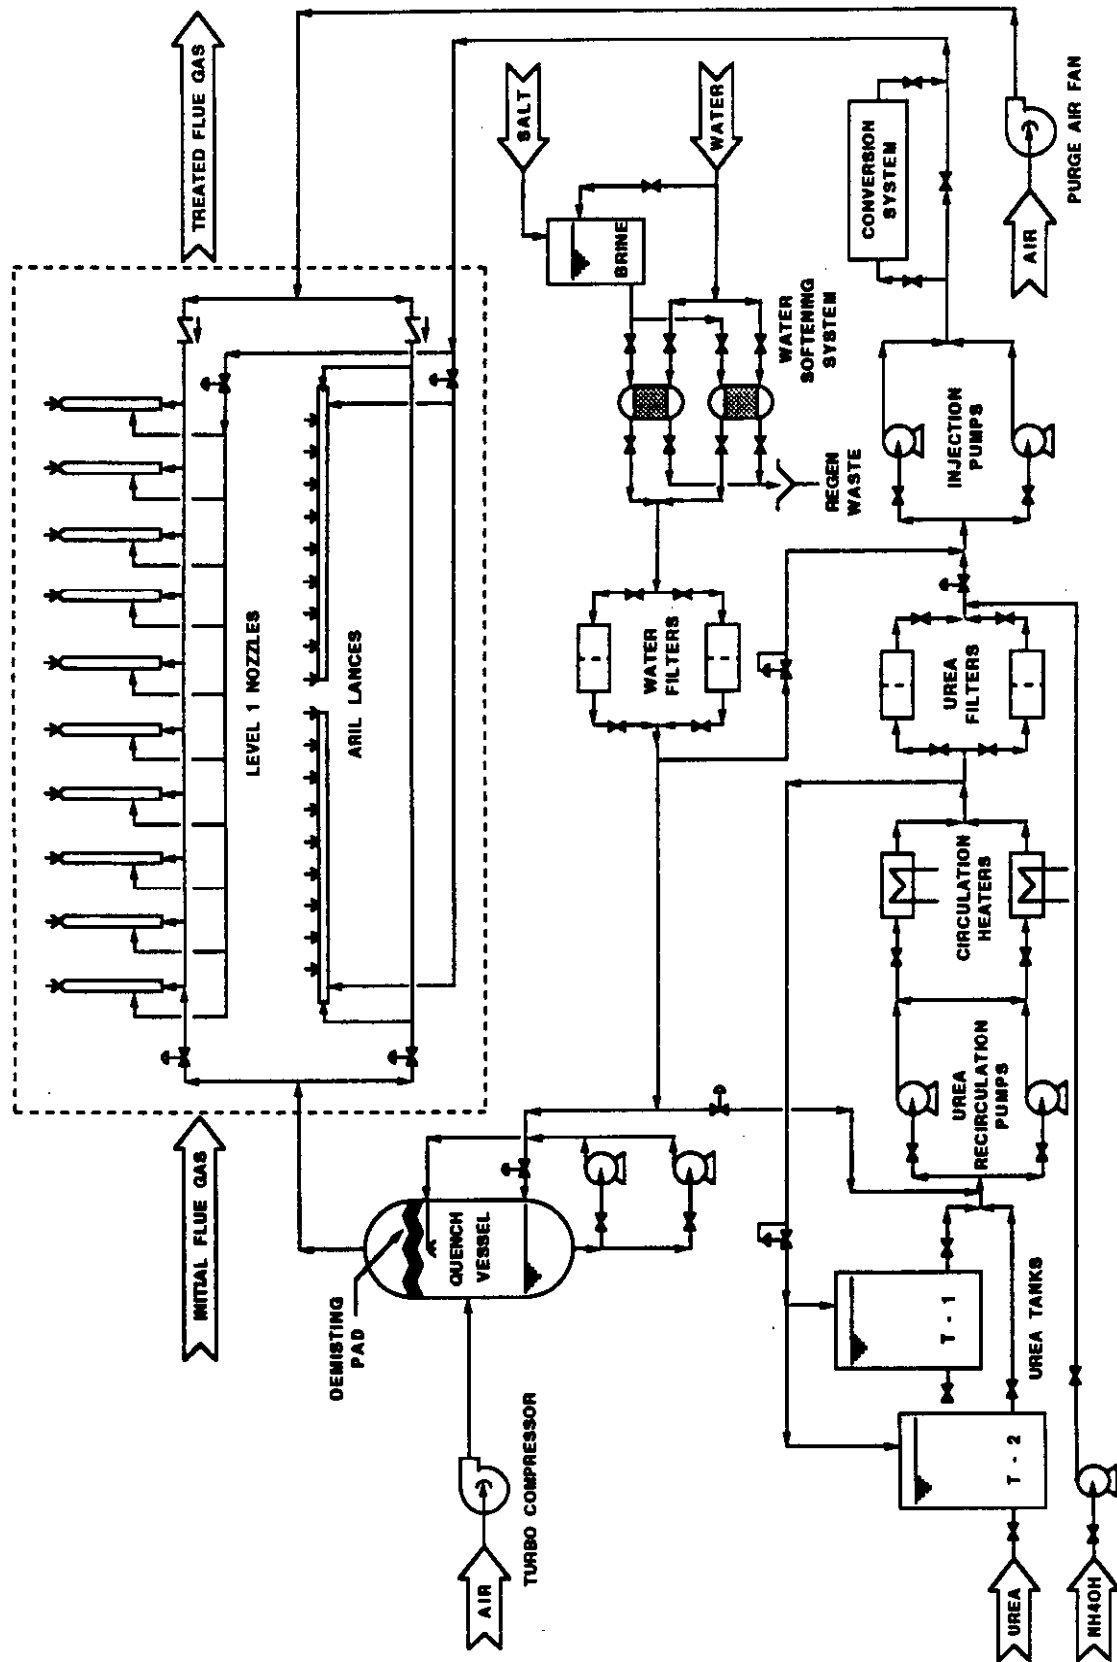 INITIAL FLUE GAS
TREATED FLUE GAS
LEVEL 1 NOZZLES
ARIL LANCES
DEMISTING
PAD
QUENCH
VESSEL
AIR
TURBO COMPRESSOR
SALT
WATER
BRINE
WATER
SOFTENING
SYSTEM
REGEN
WASTE
WATER
FILTERS
CONVERSION
SYSTEM
AIR
PURGE AIR FAN
INJECTION
PUMPS
UREA
FILTERS
CIRCULATION
HEATERS
UREA
RECIRCULATION
PUMPS
T - 1
UREA TANKS
T - 2
UREA
NH4OH